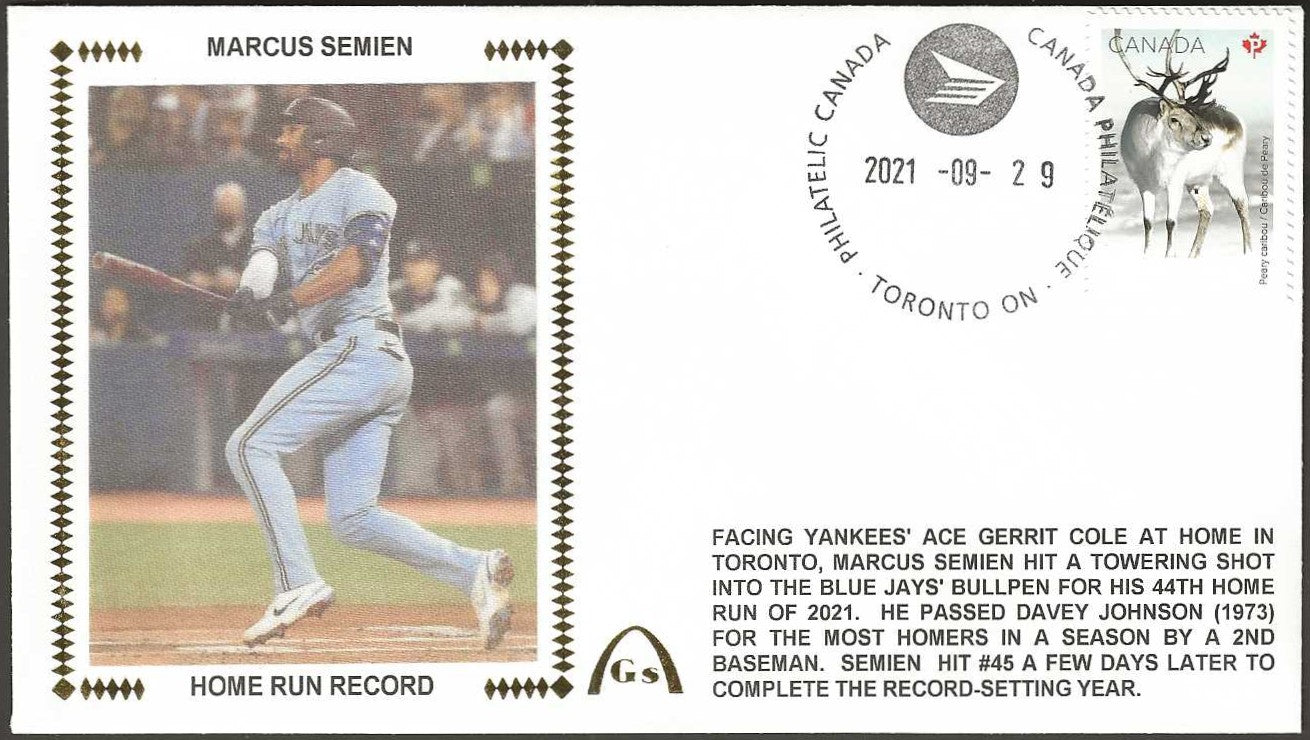 MARCUS SEMIEN
JAYS
HOME RUN RECORD
PHILATELIC CANADA
CANADA PHILATÉLIQUE
2021 -09- 29
· TORONTO ON ·
CANADA
P
Peary caribou / Caribou de Peary
Gs
FACING YANKEES' ACE GERRIT COLE AT HOME IN
TORONTO, MARCUS SEMIEN HIT A TOWERING SHOT
INTO THE BLUE JAYS' BULLPEN FOR HIS 44TH HOME
RUN OF 2021. HE PASSED DAVEY JOHNSON (1973)
FOR THE MOST HOMERS IN A SEASON BY A 2ND
BASEMAN. SEMIEN HIT #45 A FEW DAYS LATER TO
COMPLETE THE RECORD-SETTING YEAR.